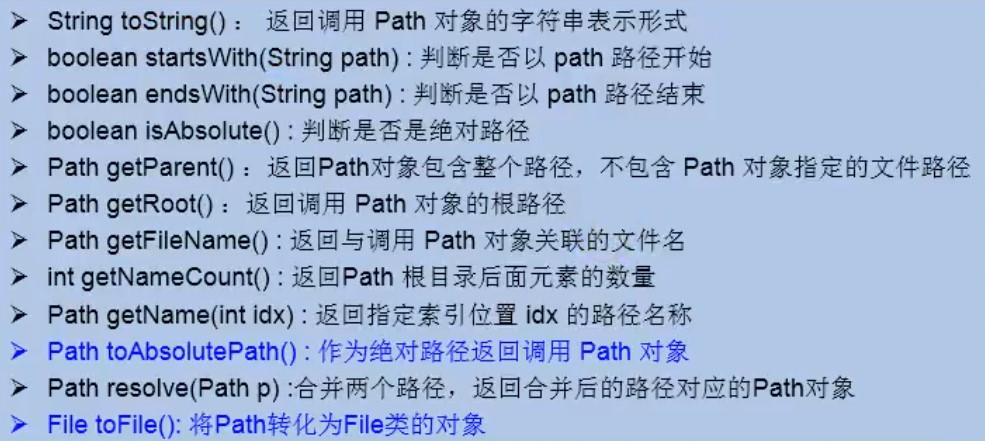 ➤ String toString() : 返回调用 Path 对象的字符串表示形式
➤ boolean startsWith(String path) : 判断是否以 path 路径开始
➤ boolean endsWith(String path) : 判断是否以 path 路径结束
➤ boolean isAbsolute() : 判断是否是绝对路径
➤ Path getParent() : 返回Path对象包含整个路径，不包含 Path 对象指定的文件路径
➤ Path getRoot() : 返回调用 Path 对象的根路径
➤ Path getFileName() : 返回与调用 Path 对象关联的文件名
➤ int getNameCount() : 返回Path 根目录后面元素的数量
➤ Path getName(int idx) : 返回指定索引位置 idx 的路径名称
➤ Path toAbsolutePath() : 作为绝对路径返回调用 Path 对象
➤ Path resolve(Path p) :合并两个路径，返回合并后的路径对应的Path对象
➤ File toFile(): 将Path转化为File类的对象